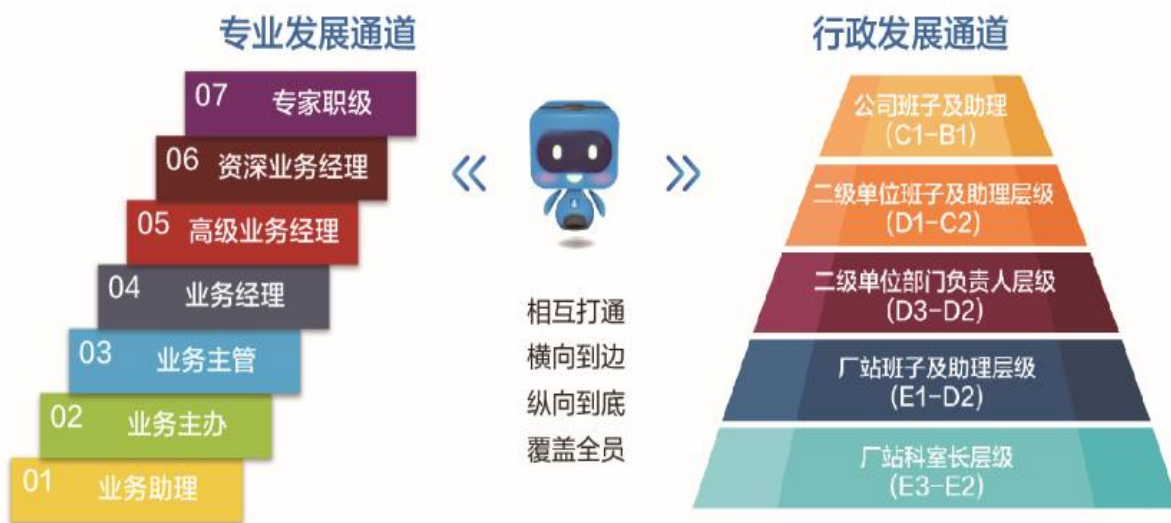 专业发展通道
07 专家职级
06 资深业务经理
05 高级业务经理
04 业务经理
03 业务主管
02 业务主办
01 业务助理
相互打通
横向到边
纵向到底
覆盖全员
行政发展通道
公司班子及助理
(C1-B1)
二级单位班子及助理层级
(D1-C2)
二级单位部门负责人层级
(D3-D2)
厂站班子及助理层级
(E1-D2)
厂站科室长层级
(E3-E2)